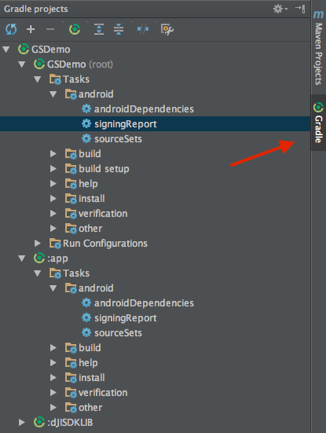 Gradle projects
GSDemo
GSDemo (root)
Tasks
android
androidDependencies
signingReport
sourceSets
build
build setup
help
install
verification
other
Run Configurations
:app
Tasks
android
androidDependencies
signingReport
sourceSets
build
help
install
verification
other
:dJISDKLIB
Maven Projects
Gradle